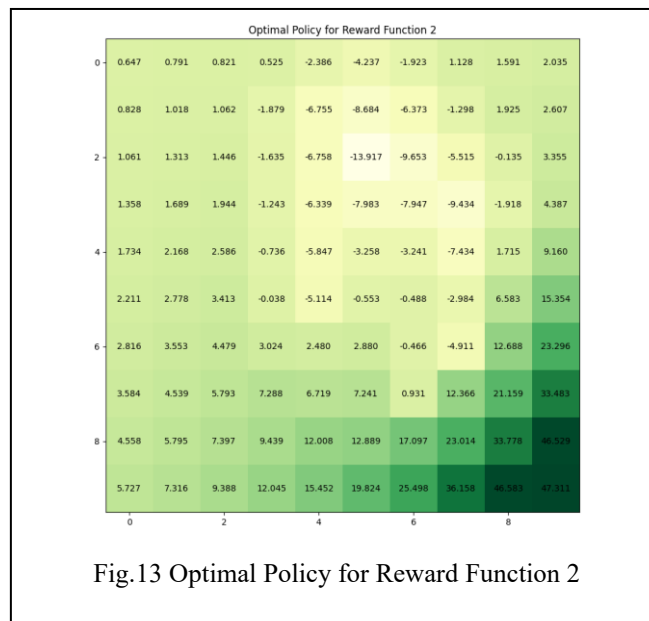 Optimal Policy for Reward Function 2
0 0.647 0.791 0.821 0.525 -2.386 -4.237 -1.923 1.128 1.591 2.035
0.828 1.018 1.062 -1.879 -6.755 -8.684 -6.373 -1.298 1.925 2.607
2 1.061 1.313 1.446 -1.635 -6.758 -13.917 -9.653 -5.515 -0.135 3.355
1.358 1.689 1.944 -1.243 -6.339 -7.983 -7.947 -9.434 -1.918 4.387
4 1.734 2.168 2.586 -0.736 -5.847 -3.258 -3.241 -7.434 1.715 9.160
2.211 2.778 3.413 -0.038 -5.114 -0.553 -0.488 -2.984 6.583 15.354
6 2.816 3.553 4.479 3.024 2.480 2.880 -0.466 -4.911 12.688 23.296
3.584 4.539 5.793 7.288 6.719 7.241 0.931 12.366 21.159 33.483
8 4.558 5.795 7.397 9.439 12.008 12.889 17.097 23.014 33.778 46.529
5.727 7.316 9.388 12.045 15.452 19.824 25.498 36.158 46.583 47.311
0 2 4 6 8
Fig.13 Optimal Policy for Reward Function 2